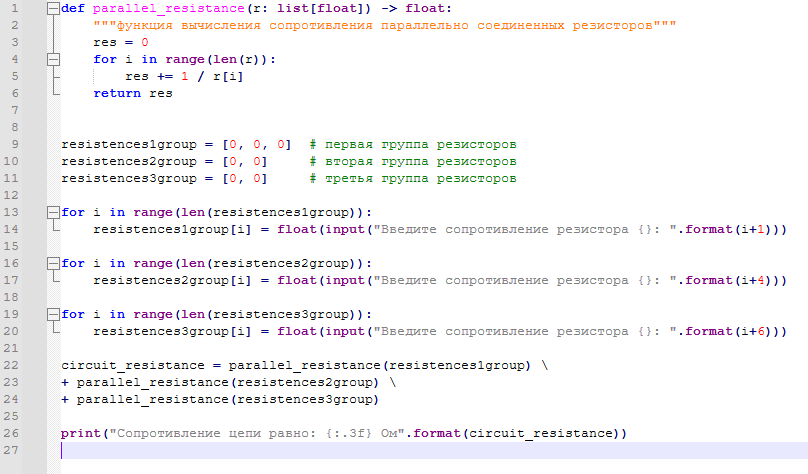 1 def parallel_resistance(r: list[float]) -> float:
2 """функция вычисления сопротивления параллельно соединенных резисторов"""
3 res = 0
4 for i in range(len(r)):
5 res += 1 / r[i]
6 return res
7
8
9 resistences1group = [0, 0, 0]  # первая группа резисторов
10 resistences2group = [0, 0]     # вторая группа резисторов
11 resistences3group = [0, 0]     # третья группа резисторов
12
13 for i in range(len(resistences1group)):
14 resistences1group[i] = float(input("Введите сопротивление резистора {}: ".format(i+1)))
15
16 for i in range(len(resistences2group)):
17 resistences2group[i] = float(input("Введите сопротивление резистора {}: ".format(i+4)))
18
19 for i in range(len(resistences3group)):
20 resistences3group[i] = float(input("Введите сопротивление резистора {}: ".format(i+6)))
21
22 circuit_resistance = parallel_resistance(resistences1group) \
23 + parallel_resistance(resistences2group) \
24 + parallel_resistance(resistences3group)
25
26 print("Сопротивление цепи равно: {:.3f} Ом".format(circuit_resistance))
27